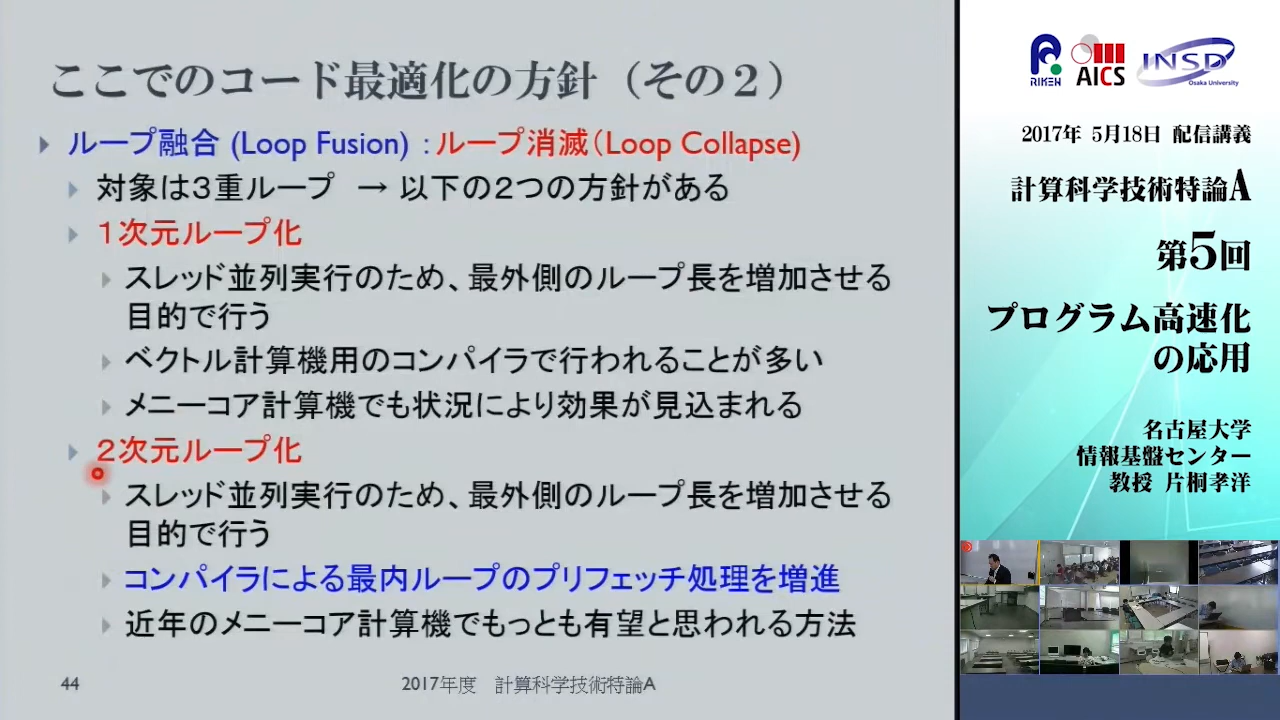 ここでのコード最適化の方針（その２）
ループ融合 (Loop Fusion)：ループ消滅（Loop Collapse)
対象は３重ループ → 以下の２つの方針がある
１次元ループ化
スレッド並列実行のため、最外側のループ長を増加させる
目的で行う
ベクトル計算機用のコンパイラで行われることが多い
メニーコア計算機でも状況により効果が見込まれる
２次元ループ化
スレッド並列実行のため、最外側のループ長を増加させる
目的で行う
コンパイラによる最内ループのプリフェッチ処理を増進
近年のメニーコア計算機でもっとも有望と思われる方法
44
2017年度 計算科学技術特論A
RIKEN
AICS
INSD
Osaka University
2017年 5月18日 配信講義
計算科学技術特論A
第5回
プログラム高速化
の応用
名古屋大学
情報基盤センター
教授 片桐孝洋